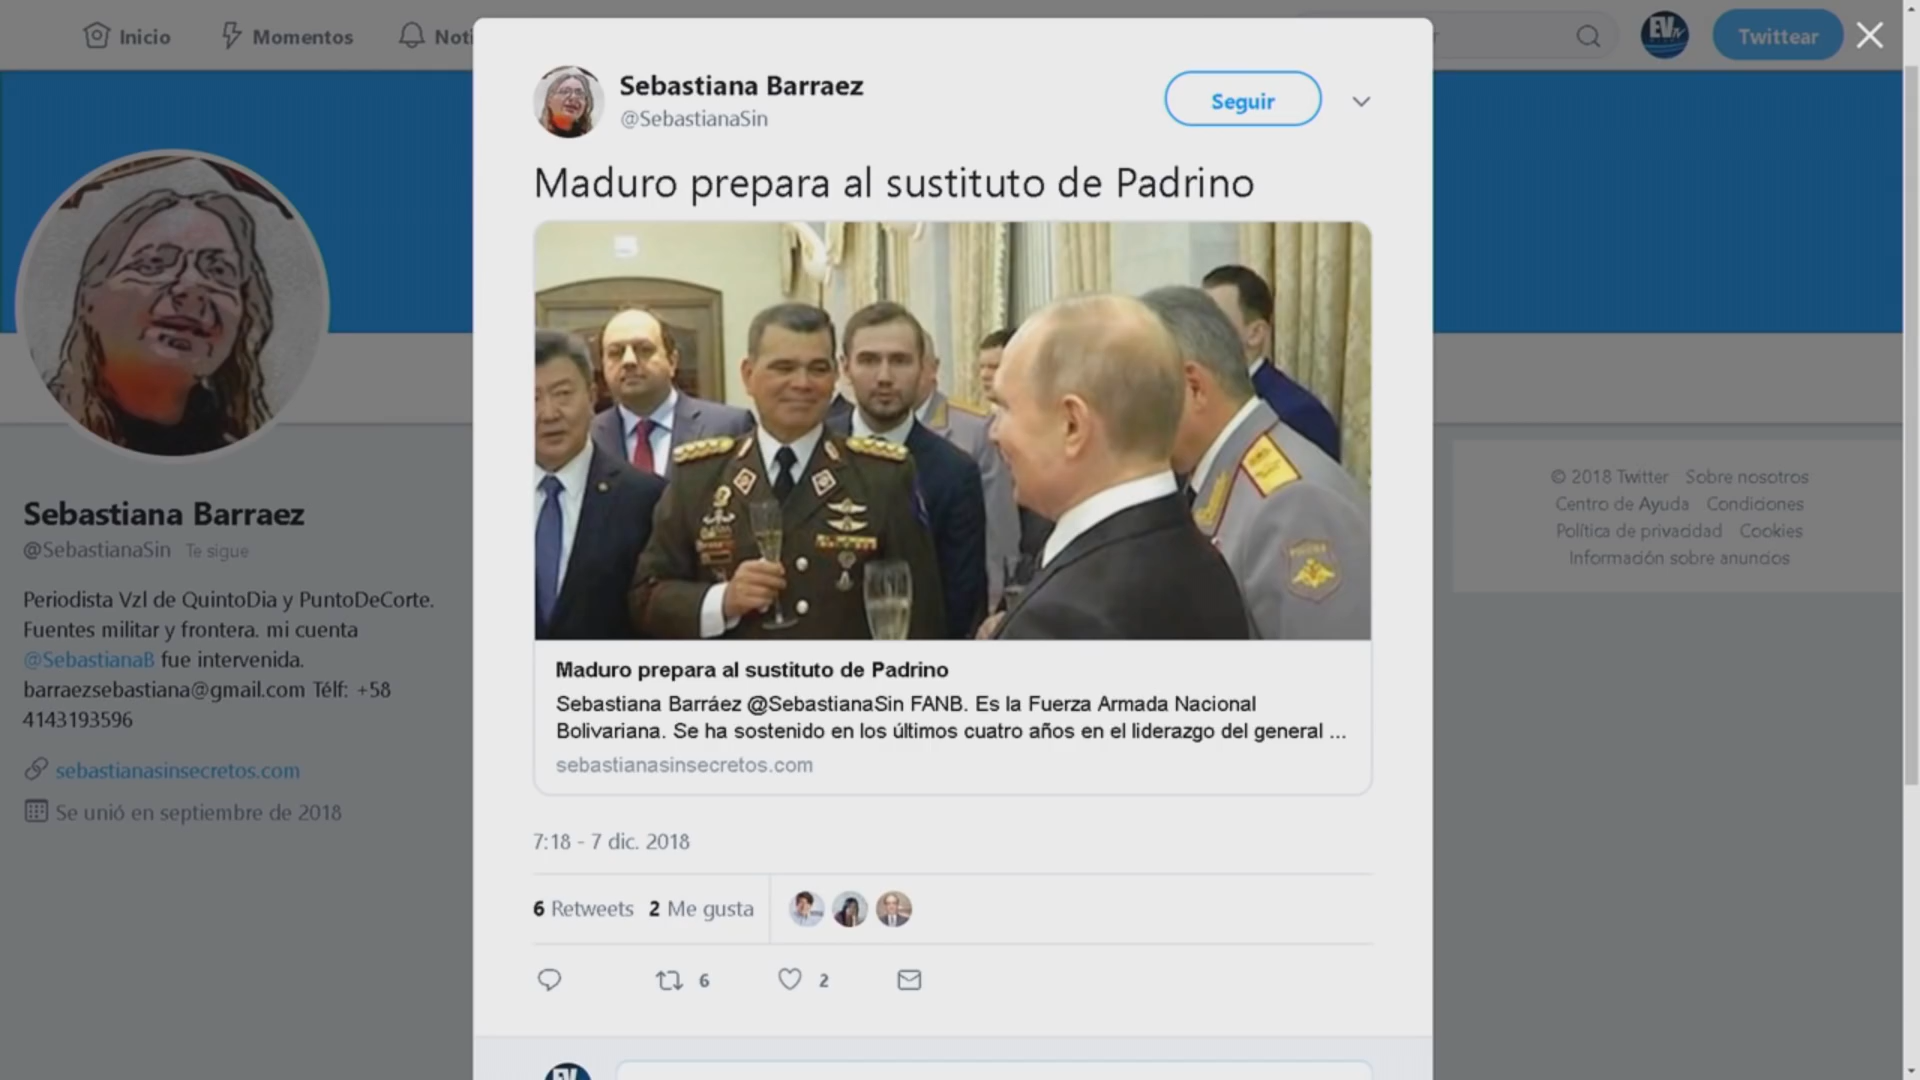 Inicio
Momentos
Noti
Twittear
Sebastiana Barraez
@SebastianaSin
Seguir
Maduro prepara al sustituto de Padrino
Maduro prepara al sustituto de Padrino
Sebastiana Barráez @SebastianaSin FANB. Es la Fuerza Armada Nacional
Bolivariana. Se ha sostenido en los últimos cuatro años en el liderazgo del general ...
sebastianasinsecretos.com
7:18 - 7 dic. 2018
6 Retweets 2 Me gusta
6 2
Sebastiana Barraez
@SebastianaSin Te sigue
Periodista Vzl de QuintoDia y PuntoDeCorte.
Fuentes militar y frontera. mi cuenta
@SebastianaB fue intervenida.
barraezsebastiana@gmail.com Télf: +58
4143193596
sebastianasinsecretos.com
Se unió en septiembre de 2018
© 2018 Twitter Sobre nosotros
Centro de Ayuda Condiciones
Política de privacidad Cookies
Información sobre anuncios